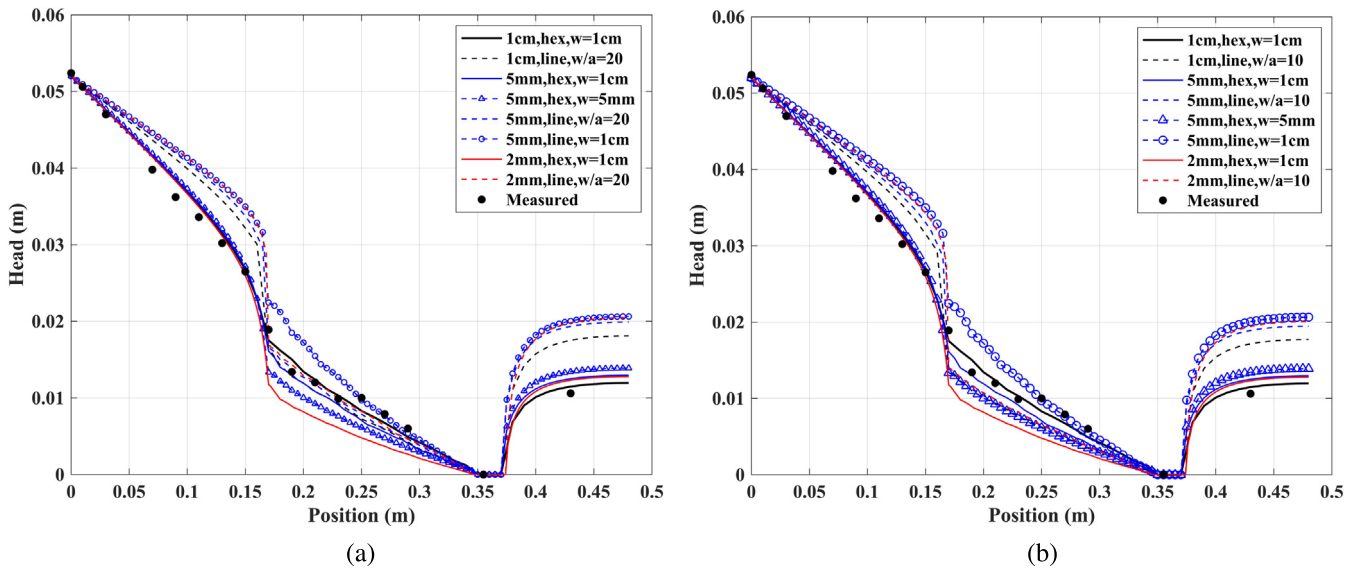 0.06
0.05
0.04
0.03
0.02
0.01
0
Head (m)
0
0.05
0.1
0.15
0.2
0.25
0.3
0.35
0.4
0.45
0.5
Position (m)
1cm,hex,w=1cm
1cm,line,w/a=20
5mm,hex,w=1cm
5mm,hex,w=5mm
5mm,line,w/a=20
5mm,line,w=1cm
2mm,hex,w=1cm
2mm,line,w/a=20
Measured
(a)
0.06
0.05
0.04
0.03
0.02
0.01
0
Head (m)
0
0.05
0.1
0.15
0.2
0.25
0.3
0.35
0.4
0.45
0.5
Position (m)
1cm,hex,w=1cm
1cm,line,w/a=10
5mm,hex,w=1cm
5mm,line,w/a=10
5mm,hex,w=5mm
5mm,line,w=1cm
2mm,hex,w=1cm
2mm,line,w/a=10
Measured
(b)